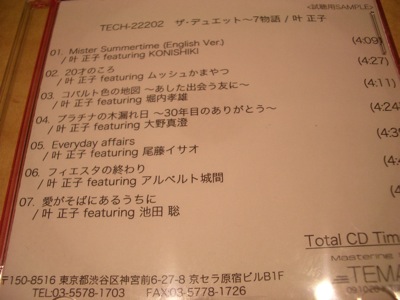 <試聴用SAMPLE>
TECH-22202 ザ・デュエット〜7物語 / 叶 正子
01. Mister Summertime (English Ver.) (4:09)
/ 叶 正子 featuring KONISHIKI
02. 20才のころ (4:27)
/ 叶 正子 featuring ムッシュかまやつ
03. コバルト色の地図 〜あした出会う友に〜 (4:11)
/ 叶 正子 featuring 堀内孝雄
04. プラチナの木漏れ日 〜30年目のありがとう〜 (4:24
/ 叶 正子 featuring 大野真澄
05. Everyday affairs (4:3
/ 叶 正子 featuring 尾藤イサオ
06. フィエスタの終わり (4
/ 叶 正子 featuring アルベルト城間
07. 愛がそばにあるうちに (
/ 叶 正子 featuring 池田 聡
Total CD Tim
Mastering
TEMA
〒150-8516 東京都渋谷区神宮前6-27-8 京セラ原宿ビルB1F
TEL:03-5578-1703 FAX:03-5778-1726